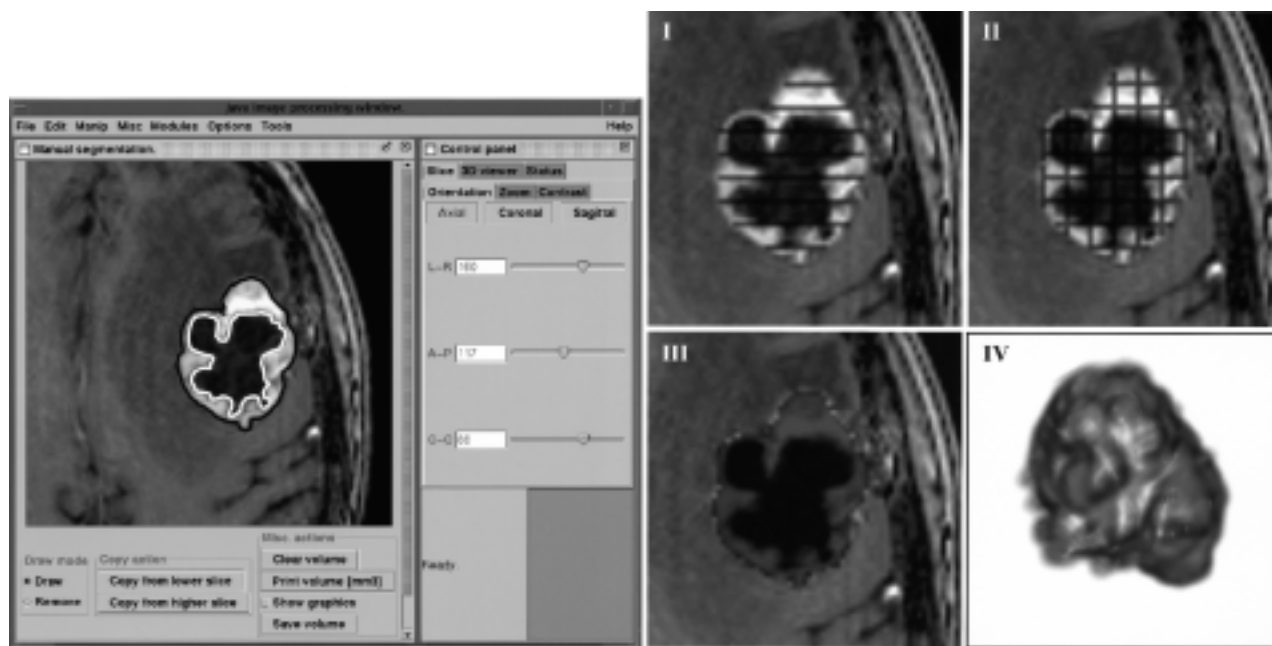 Java image processing window.
File Edit Manip Misc Modules Options Tools Help
Manual segmentation.
Control panel
Slice 3D viewer Status
Orientation Zoom Contrast
Axial Coronal Sagittal
L-R 160
A-P 117
C-C 68
Draw mode
Draw
Remove
Copy action
Copy from lower slice
Copy from higher slice
Misc. actions
Clear volume
Print volume [mm3]
Show graphics
Save volume
Ready.
I
II
III
IV